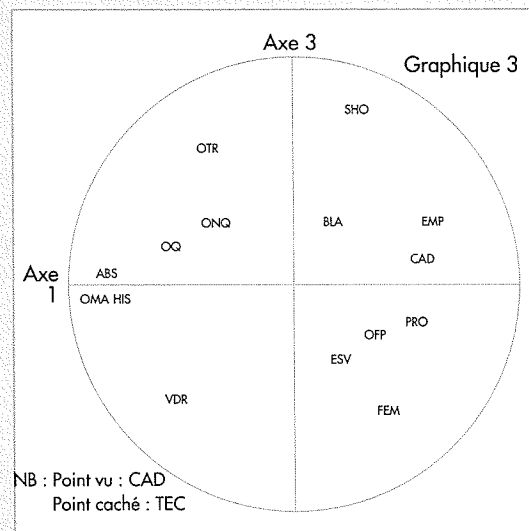 Axe 3
Graphique 3
SHO
OTR
ONQ
BLA
EMP
OQ
CAD
ABS
Axe
1
OMA HIS
PRO
OFP
ESV
VDR
FEM
NB : Point vu : CAD
Point caché : TEC